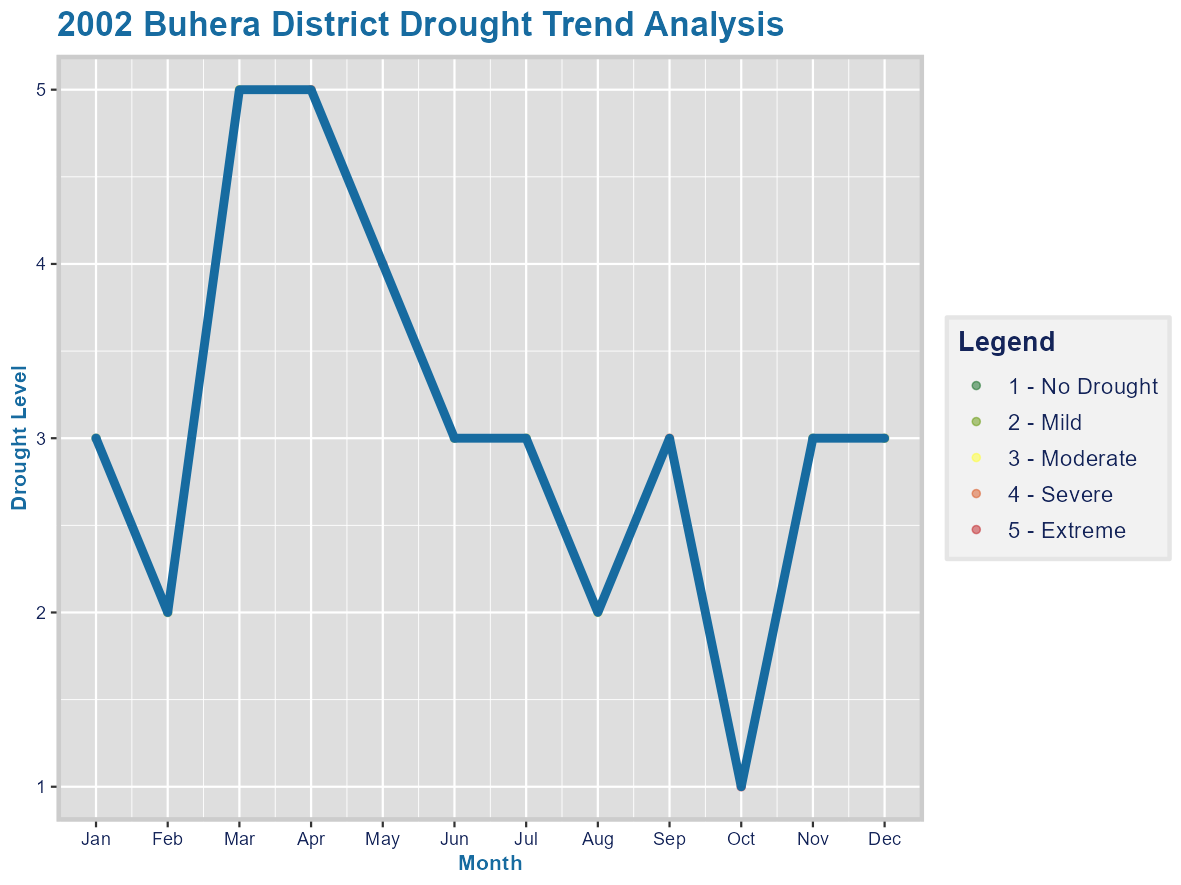 2002 Buhera District Drought Trend Analysis
Drought Level
5
4
3
2
1
Jan Feb Mar Apr May Jun Jul Aug Sep Oct Nov Dec
Month
Legend
1 - No Drought
2 - Mild
3 - Moderate
4 - Severe
5 - Extreme